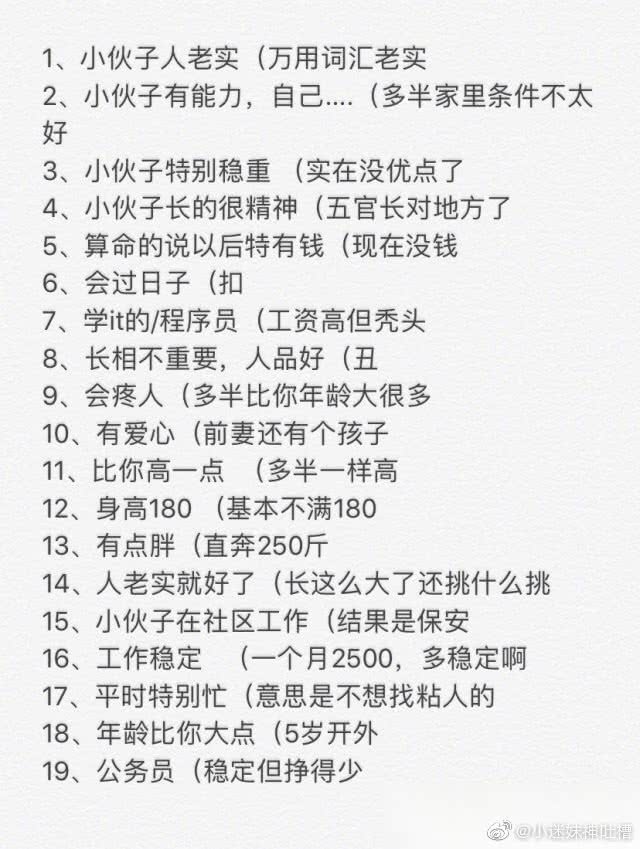 1、小伙子人老实（万用词汇老实
2、小伙子有能力，自己....（多半家里条件不太
好
3、小伙子特别稳重 （实在没优点了
4、小伙子长的很精神（五官长对地方了
5、算命的说以后特有钱（现在没钱
6、会过日子（扣
7、学it的/程序员（工资高但秃头
8、长相不重要，人品好（丑
9、会疼人（多半比你年龄大很多
10、有爱心（前妻还有个孩子
11、比你高一点 （多半一样高
12、身高180 （基本不满180
13、有点胖（直奔250斤
14、人老实就好了（长这么大了还挑什么挑
15、小伙子在社区工作（结果是保安
16、工作稳定 （一个月2500，多稳定啊
17、平时特别忙（意思是不想找粘人的
18、年龄比你大点（5岁开外
19、公务员（稳定但挣得少
@小迷妹神吐槽